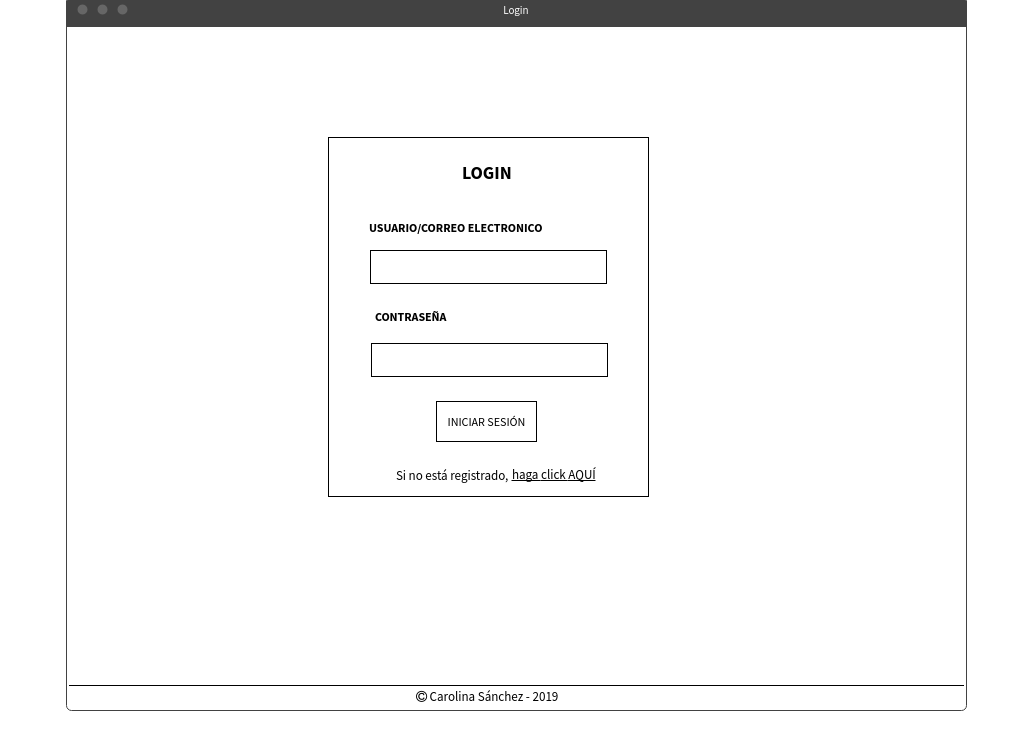 Login
LOGIN
USUARIO/CORREO ELECTRONICO
CONTRASEÑA
INICIAR SESIÓN
Si no está registrado, haga click AQUÍ
© Carolina Sánchez - 2019